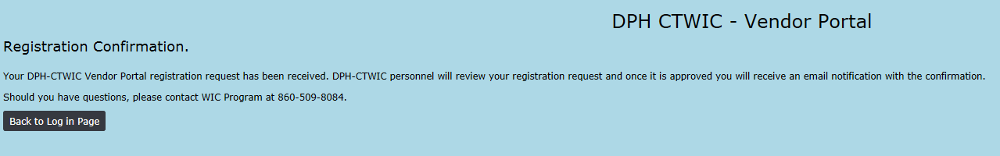 DPH CTWIC - Vendor Portal
Registration Confirmation.
Your DPH-CTWIC Vendor Portal registration request has been received. DPH-CTWIC personnel will review your registration request and once it is approved you will receive an email notification with the confirmation.
Should you have questions, please contact WIC Program at 860-509-8084.
Back to Log in Page